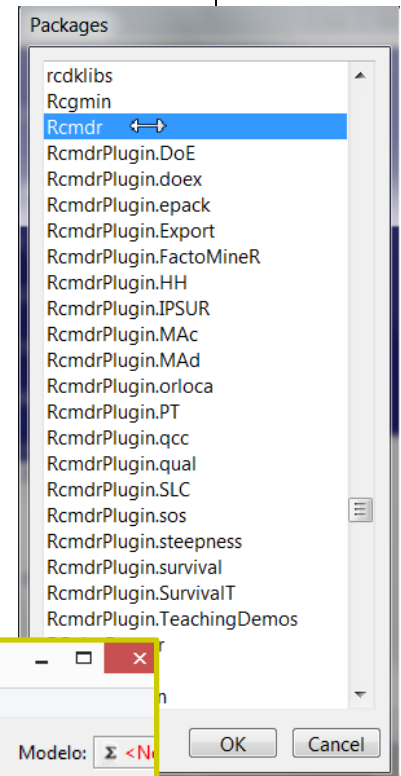 Packages
rcdklibs
Rcgmin
Rcmdr
RcmdrPlugin.DoE
RcmdrPlugin.doex
RcmdrPlugin.epack
RcmdrPlugin.Export
RcmdrPlugin.FactoMineR
RcmdrPlugin.HH
RcmdrPlugin.IPSUR
RcmdrPlugin.MAc
RcmdrPlugin.MAd
RcmdrPlugin.orloca
RcmdrPlugin.PT
RcmdrPlugin.qcc
RcmdrPlugin.qual
RcmdrPlugin.SLC
RcmdrPlugin.sos
RcmdrPlugin.steepness
RcmdrPlugin.survival
RcmdrPlugin.SurvivalT
RcmdrPlugin.TeachingDemos
Modelo: Σ
OK Cancel